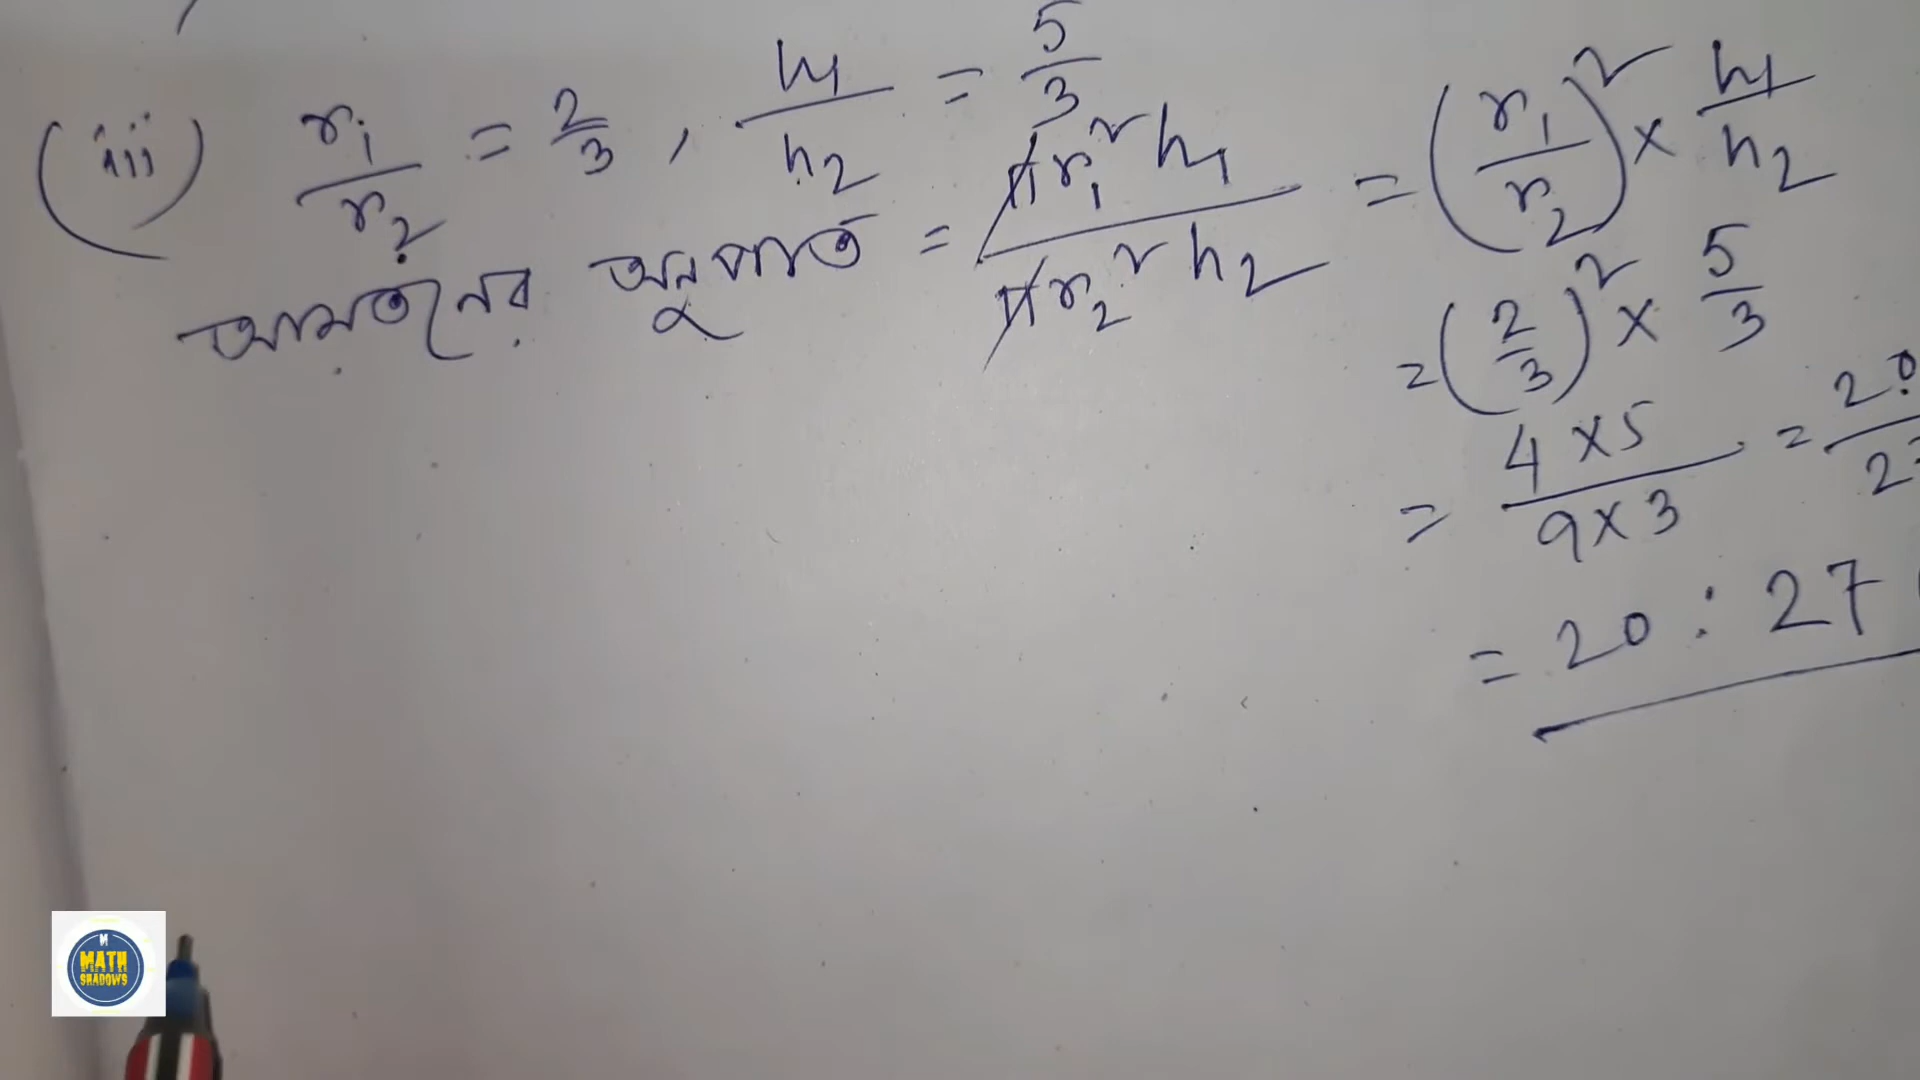 (iii) r₁/r₂ = 2/3 , h₁/h₂ = 5/3
আয়তনের অনুপাত = πr₁²h₁/πr₂²h₂ = (r₁/r₂)² × h₁/h₂
= (2/3)² × 5/3
= 4×5/9×3 = 20/27
= 20 : 27
M
MATH
SHADOWS